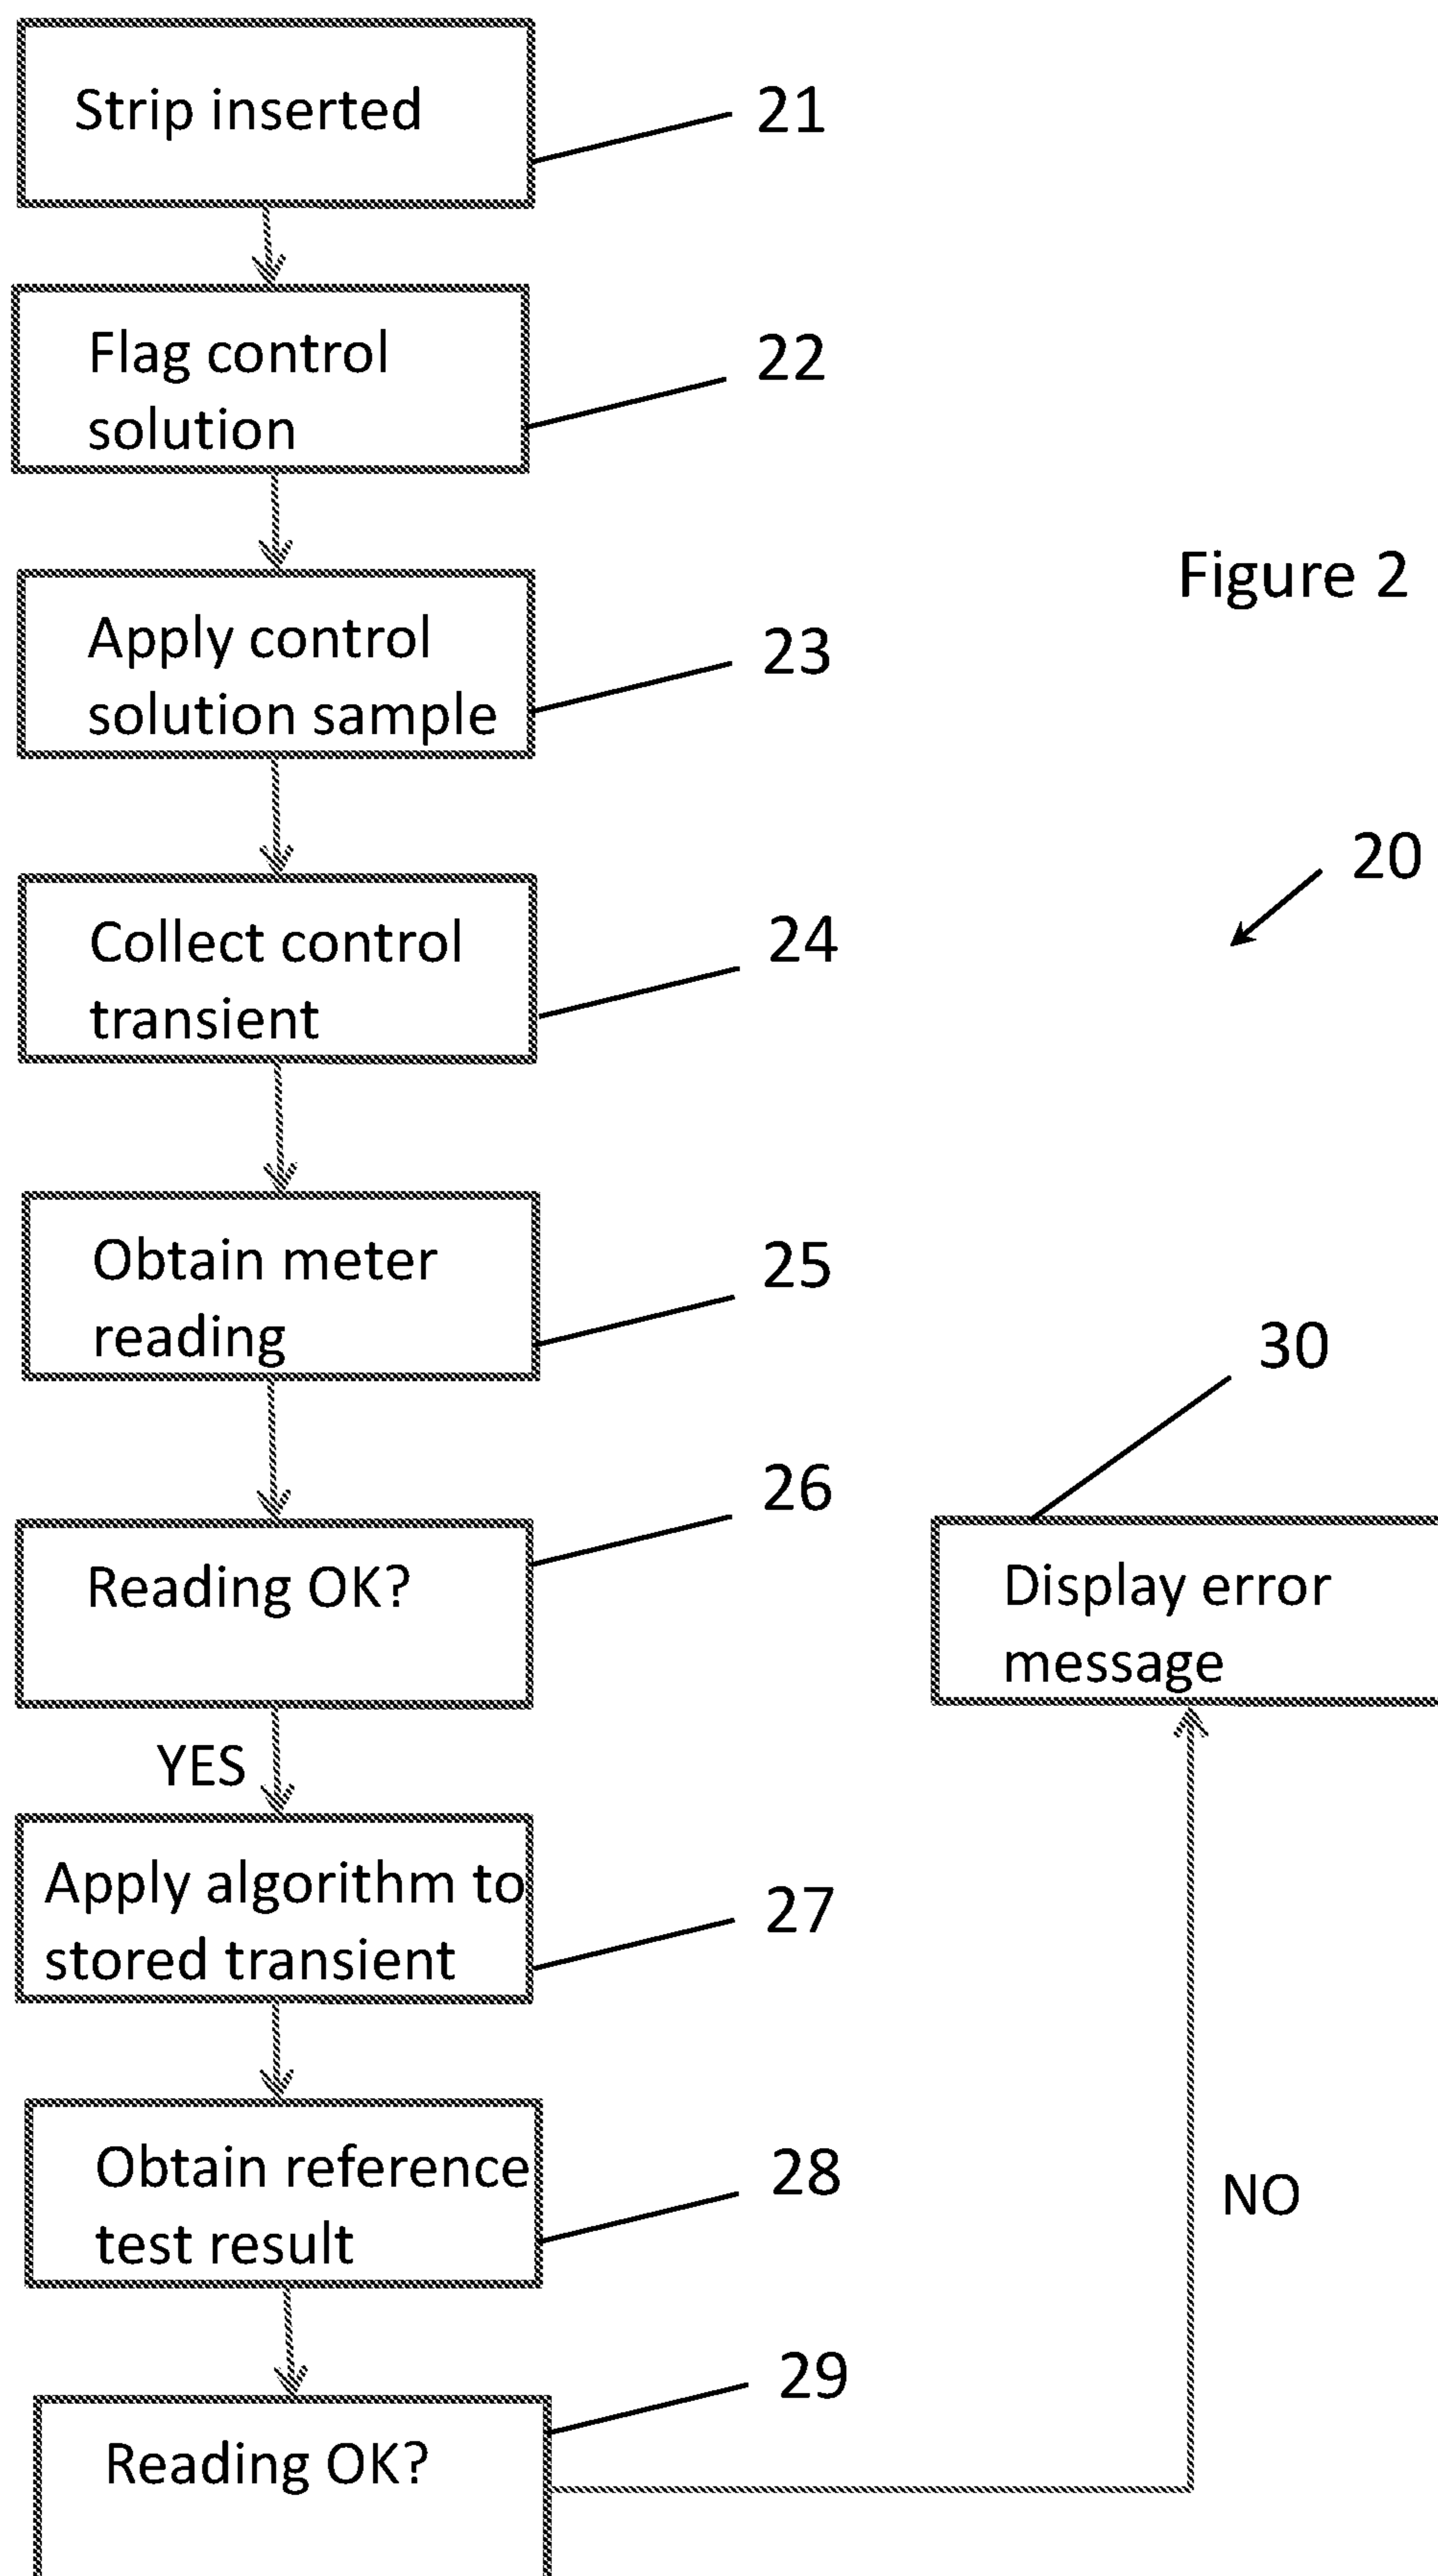 Strip inserted
21
Flag control
solution
22
Figure 2
Apply control
solution sample
23
20
Collect control
transient
24
Obtain meter
reading
25
30
Reading OK?
26
Display error
message
YES
Apply algorithm to
stored transient
27
Obtain reference
test result
28
NO
Reading OK?
29